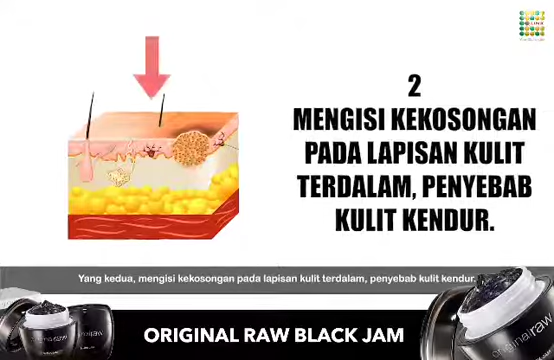 2
MENGISI KEKOSONGAN
PADA LAPISAN KULIT
TERDALAM, PENYEBAB
KULIT KENDUR.
Yang kedua, mengisi kekosongan pada lapisan kulit terdalam, penyebab kulit kendur.
ORIGINAL RAW BLACK JAM